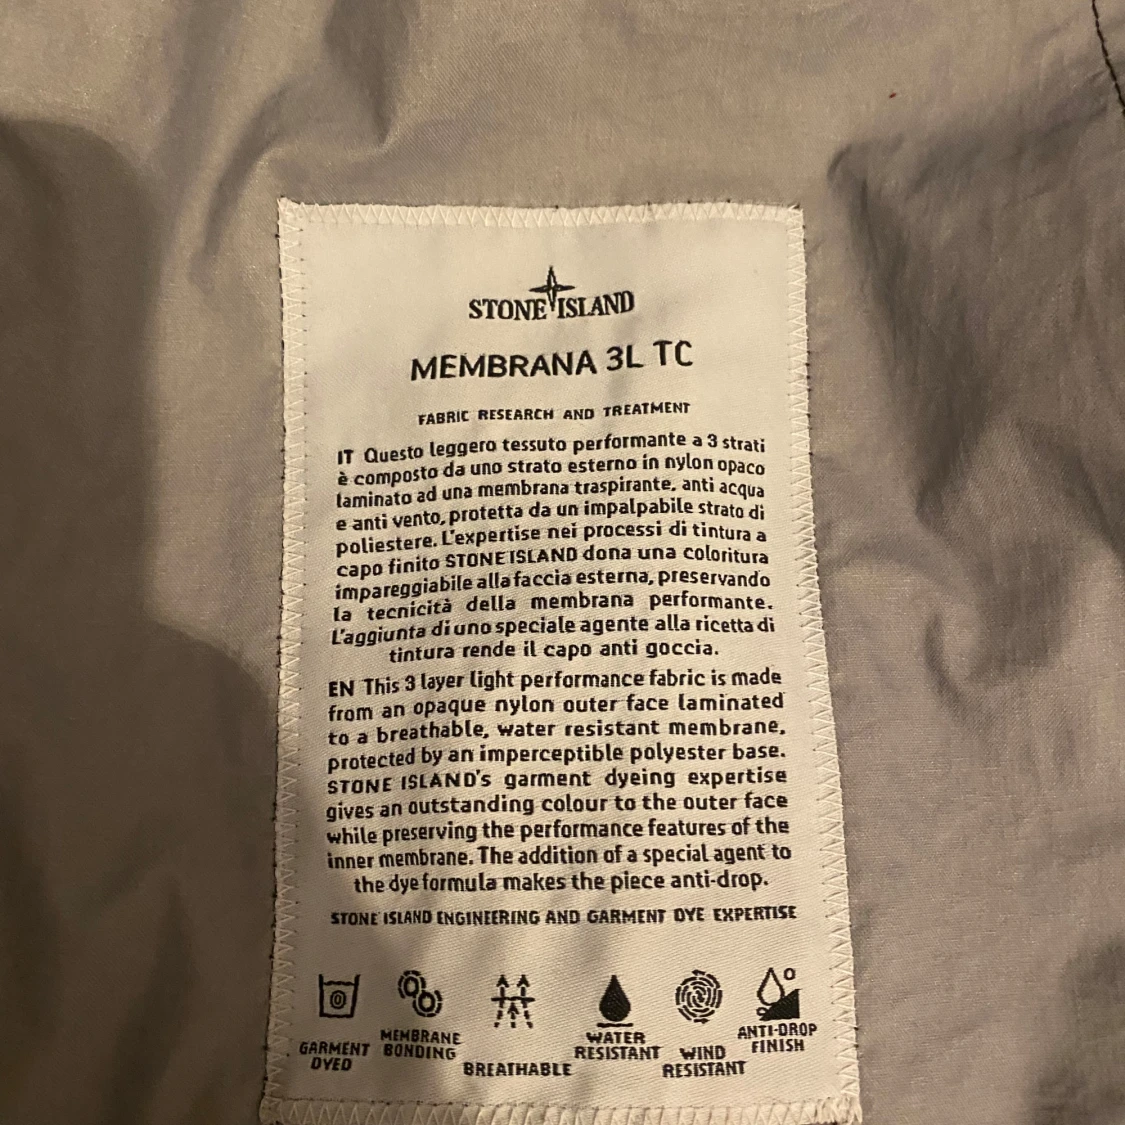 STONE ISLAND
MEMBRANA 3L TC
FABRIC RESEARCH AND TREATMENT
IT Questo leggero tessuto performante a 3 strati
è composto da uno strato esterno in nylon opaco
laminato ad una membrana traspirante, anti acqua
e anti vento, protetta da un impalpabile strato di
poliestere. L'expertise nei processi di tintura a
capo finito STONE ISLAND dona una coloritura
impareggiabile alla faccia esterna, preservando
la tecnicità della membrana performante.
L'aggiunta di uno speciale agente alla ricetta di
tintura rende il capo anti goccia.
EN This 3 layer light performance fabric is made
from an opaque nylon outer face laminated
to a breathable, water resistant membrane,
protected by an imperceptible polyester base.
STONE ISLAND's garment dyeing expertise
gives an outstanding colour to the outer face
while preserving the performance features of the
inner membrane. The addition of a special agent to
the dye formula makes the piece anti-drop.
STONE ISLAND ENGINEERING AND GARMENT DYE EXPERTISE
GARMENT
DYED
MEMBRANE
BONDING
BREATHABLE
WATER
RESISTANT
WIND
RESISTANT
ANTI-DROP
FINISH